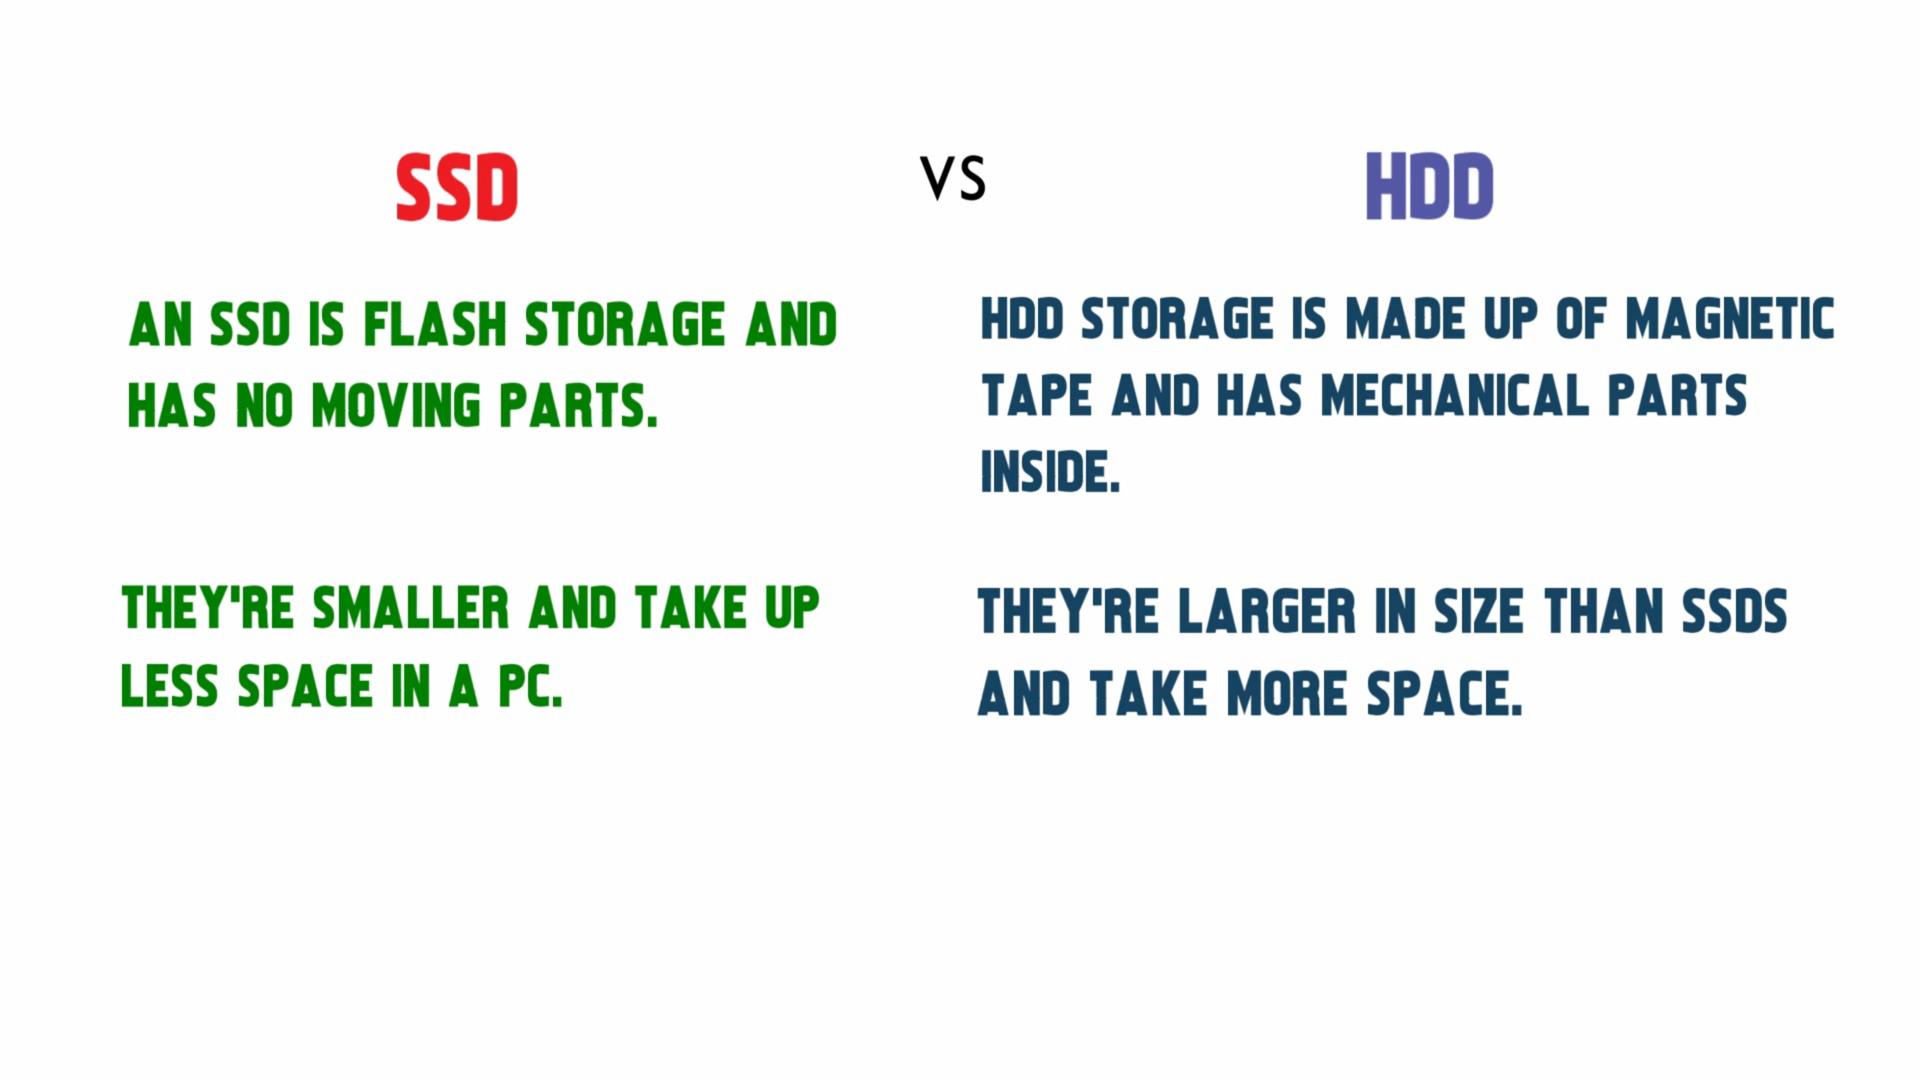 SSD
VS
HDD
AN SSD IS FLASH STORAGE AND
HAS NO MOVING PARTS.
HDD STORAGE IS MADE UP OF MAGNETIC
TAPE AND HAS MECHANICAL PARTS
INSIDE.
THEY'RE SMALLER AND TAKE UP
LESS SPACE IN A PC.
THEY'RE LARGER IN SIZE THAN SSDS
AND TAKE MORE SPACE.